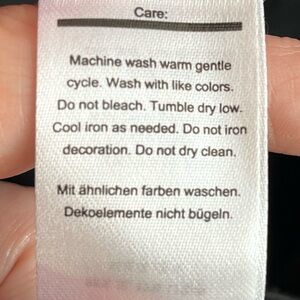 Care:
Machine wash warm gentle
cycle. Wash with like colors.
Do not bleach. Tumble dry low.
Cool iron as needed. Do not iron
decoration. Do not dry clean.
Mit ähnlichen farben waschen.
Dekoelemente nicht bügeln.